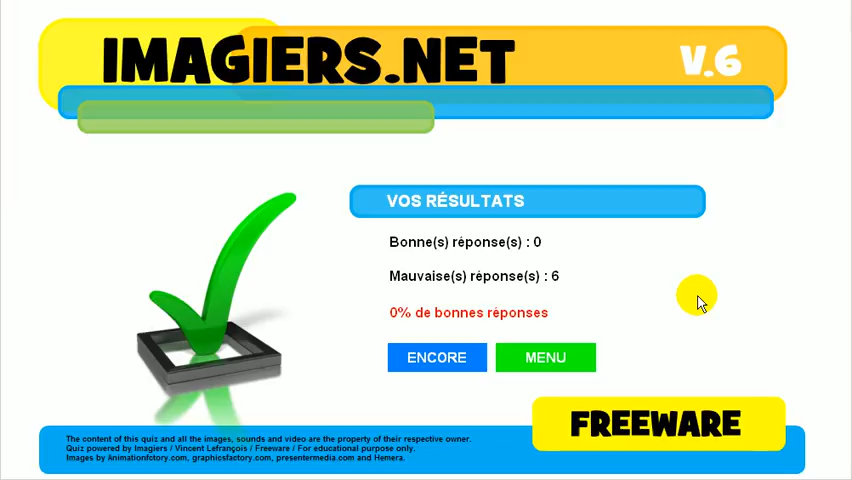 IMAGIERS.NET
V.6
VOS RÉSULTATS
Bonne(s) réponse(s) : 0
Mauvaise(s) réponse(s) : 6
0% de bonnes réponses
ENCORE
MENU
FREEWARE
The content of this quiz and all the images, sounds and video are the property of their respective owner.
Quiz powered by Imagiers / Vincent Lefrançois / Freeware / For educational purpose only.
Images by Animationfctory.com, graphicsfactory.com, presentermedia.com and Hemera.